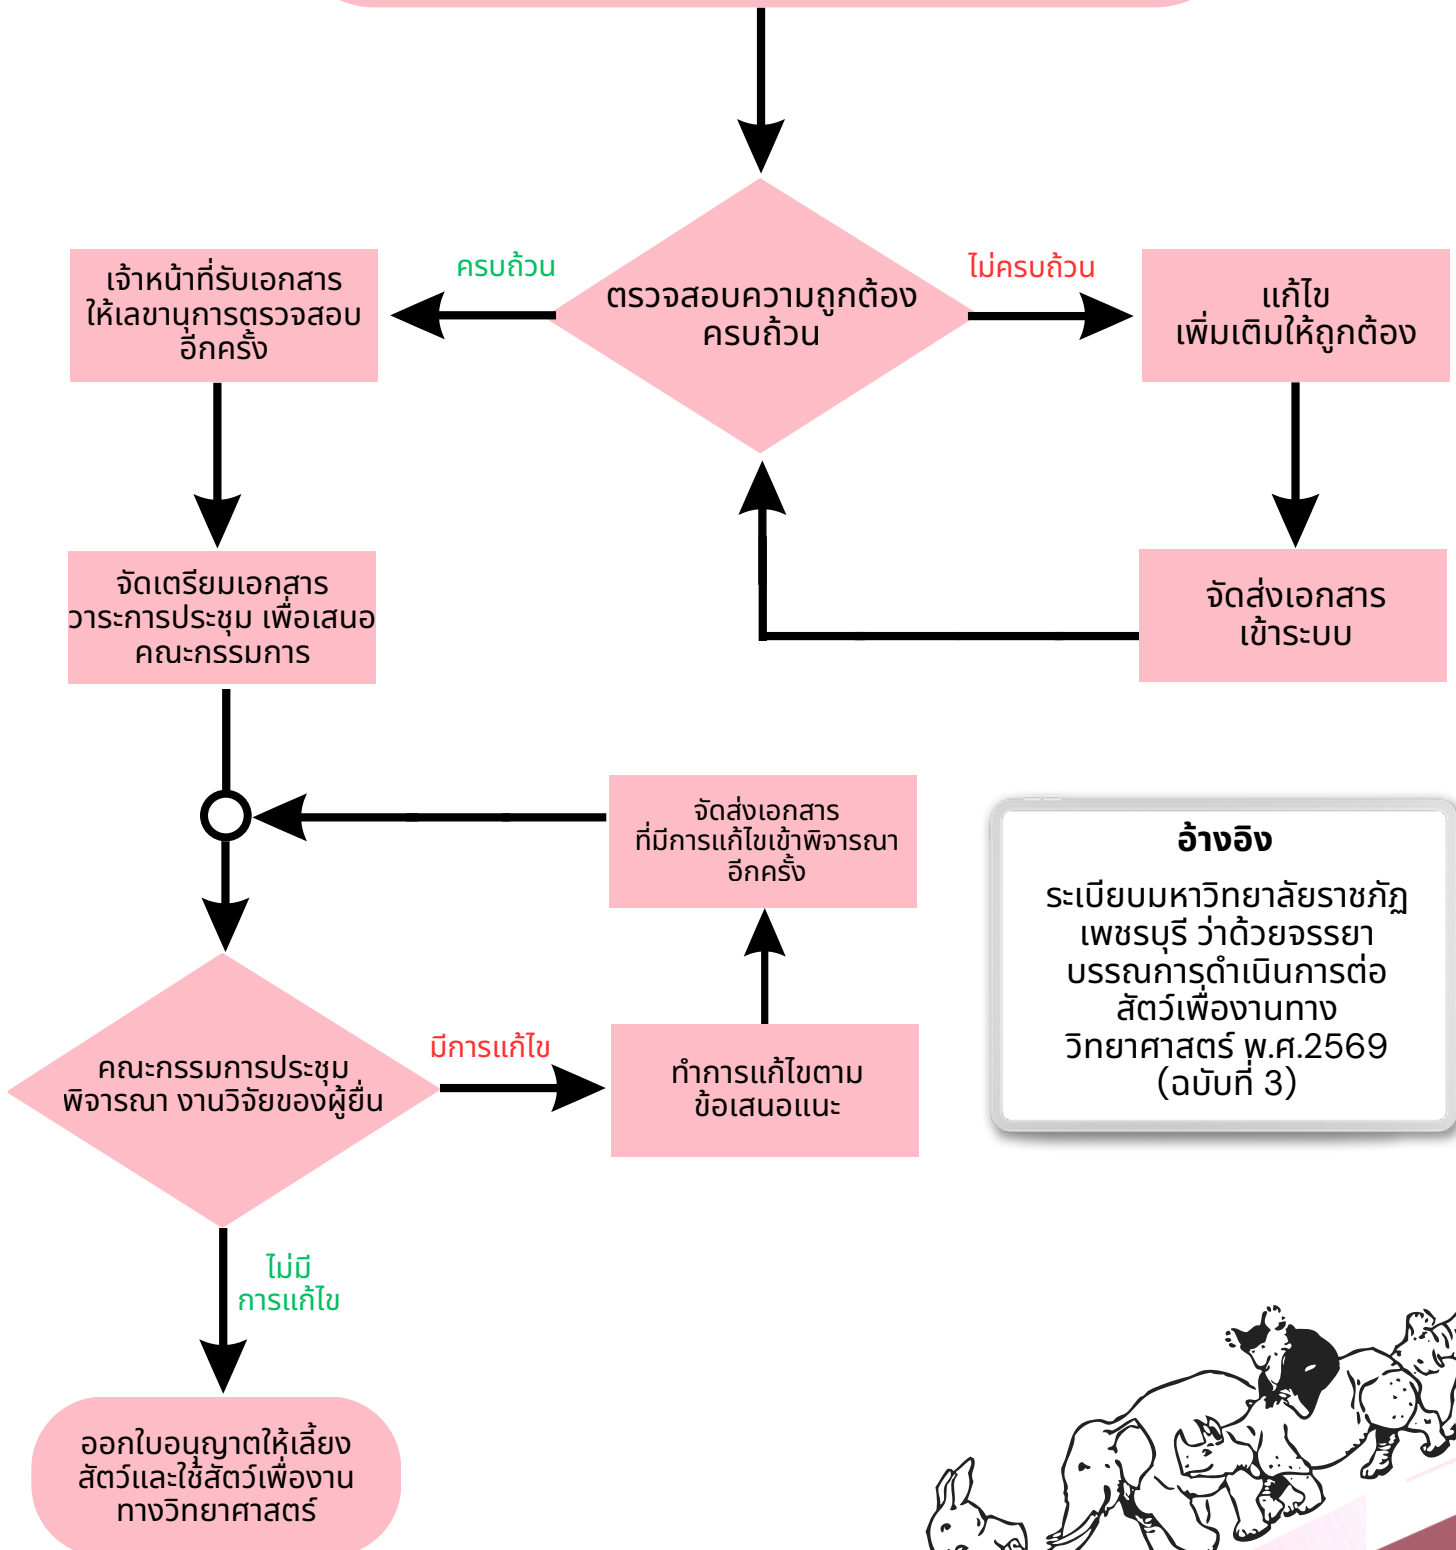 ตรวจสอบความถูกต้อง
ครบถ้วน
ครบถ้วน
ไม่ครบถ้วน
เจ้าหน้าที่รับเอกสาร
ให้เลขานุการตรวจสอบ
อีกครั้ง
แก้ไข
เพิ่มเติมให้ถูกต้อง
จัดเตรียมเอกสาร
วาระการประชุม เพื่อเสนอ
คณะกรรมการ
จัดส่งเอกสาร
เข้าระบบ
จัดส่งเอกสาร
ที่มีการแก้ไขเข้าพิจารณา
อีกครั้ง
อ้างอิง
ระเบียบมหาวิทยาลัยราชภัฏ
เพชรบุรี ว่าด้วยจรรยา
บรรณการดำเนินการต่อ
สัตว์เพื่องานทาง
วิทยาศาสตร์ พ.ศ.2569
(ฉบับที่ 3)
คณะกรรมการประชุม
พิจารณา งานวิจัยของผู้ยื่น
มีการแก้ไข
ทำการแก้ไขตาม
ข้อเสนอแนะ
ไม่มี
การแก้ไข
ออกใบอนุญาตให้เลี้ยง
สัตว์และใช้สัตว์เพื่องาน
ทางวิทยาศาสตร์